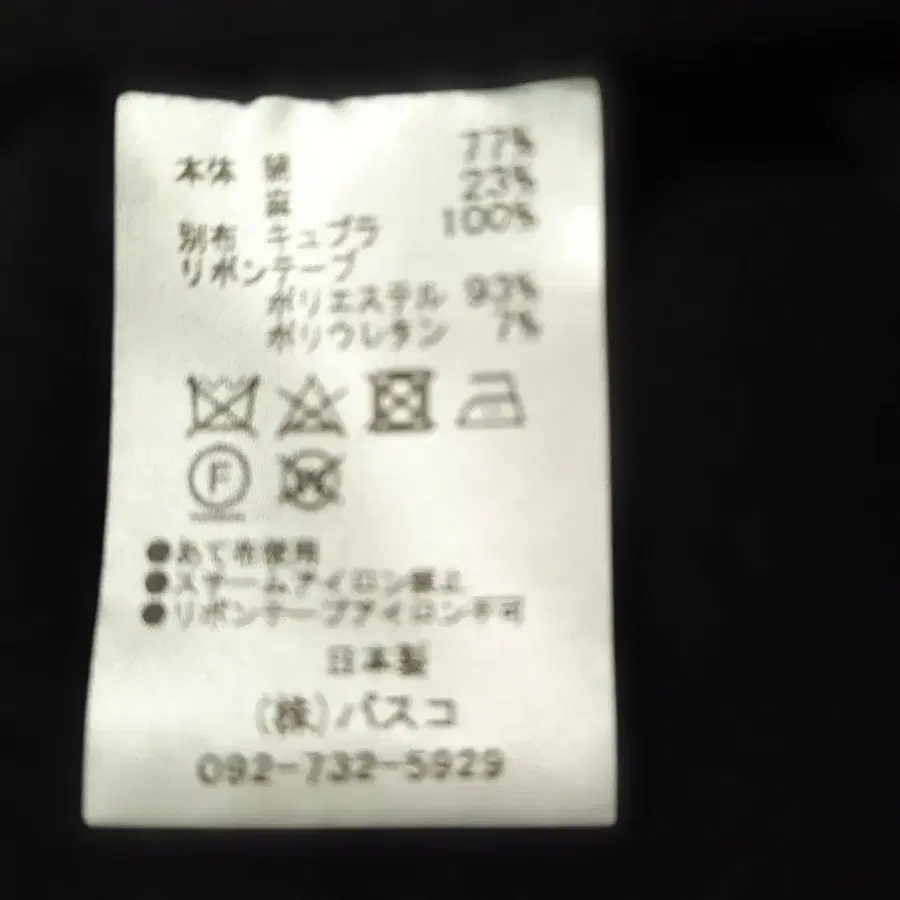 本体 綿 77%
麻 23%
別布 キュプラ 100%
リボンテープ
ポリエステル 93%
ポリウレタン 7%
F
●あて布使用
●スチームアイロン禁止
●リボンテープアイロン不可
日本製
(株)パスコ
092-732-5929